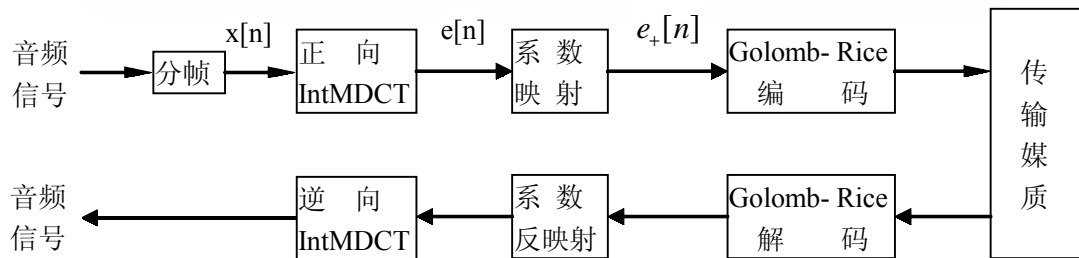 音频
信号
分帧
x[n]
正 向
IntMDCT
e[n]
系 数
映 射
e₊[n]
Golomb- Rice
编 码
传
输
媒
质
音频
信号
逆 向
IntMDCT
系 数
反映射
Golomb- Rice
解 码